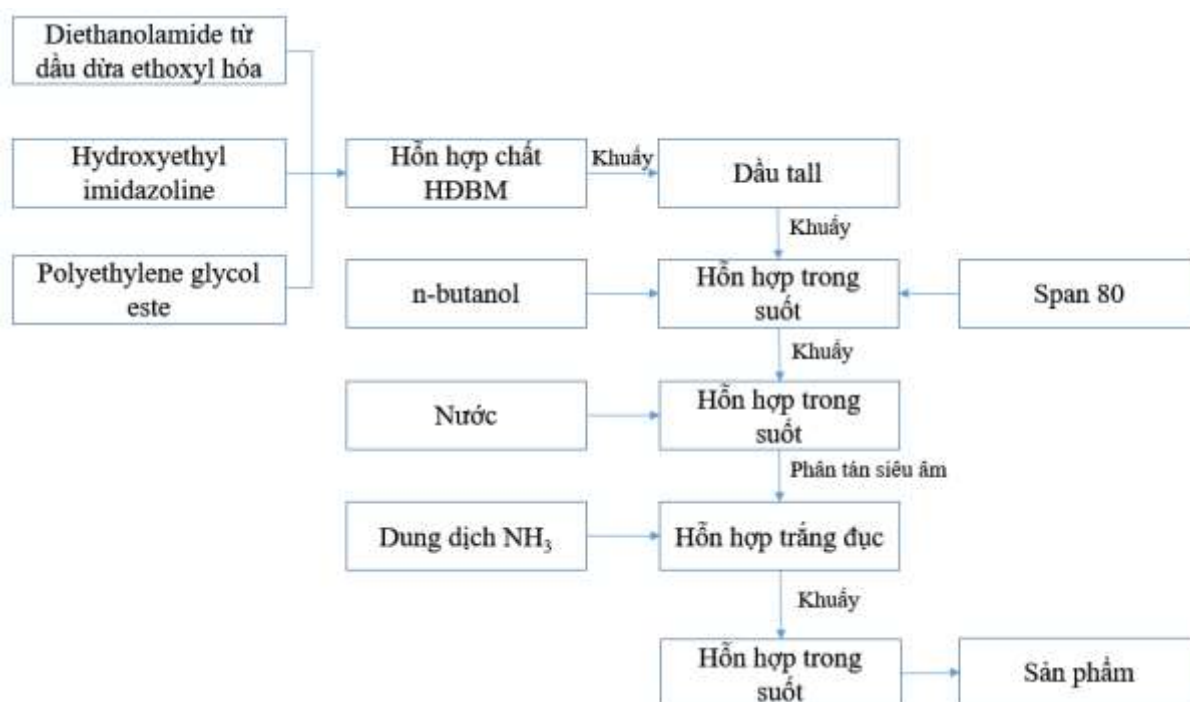 Diethanolamide từ
dầu dừa ethoxyl hóa
Hydroxyethyl
imidazoline
Hỗn hợp chất
HĐBM
Khuấy
Dầu tall
Khuấy
Polyethylene glycol
este
n-butanol
Hỗn hợp trong
suốt
Span 80
Khuấy
Nước
Hỗn hợp trong
suốt
Phân tán siêu âm
Dung dịch NH₃
Hỗn hợp trắng đục
Khuấy
Hỗn hợp trong
suốt
Sản phẩm